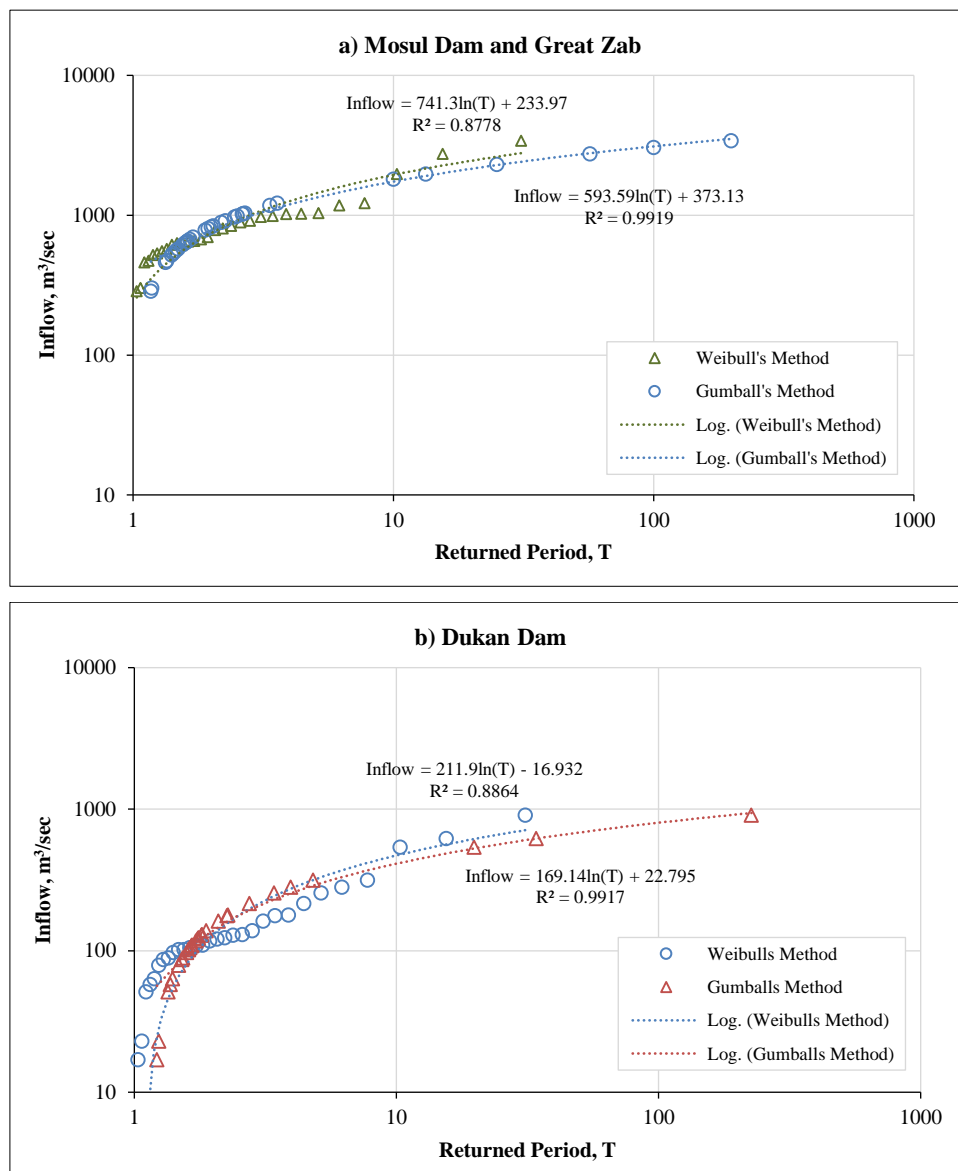 a) Mosul Dam and Great Zab
10000
Inflow = 741.3ln(T) + 233.97
R² = 0.8778
1000
Inflow = 593.59ln(T) + 373.13
R² = 0.9919
Inflow, m³/sec
100
Weibull's Method
Gumball's Method
Log. (Weibull's Method)
Log. (Gumball's Method)
10
1 10 100 1000
Returned Period, T
b) Dukan Dam
10000
Inflow = 211.9ln(T) - 16.932
R² = 0.8864
1000
Inflow = 169.14ln(T) + 22.795
R² = 0.9917
Inflow, m³/sec
100
Weibulls Method
Gumballs Method
Log. (Weibulls Method)
Log. (Gumballs Method)
10
1 10 100 1000
Returned Period, T